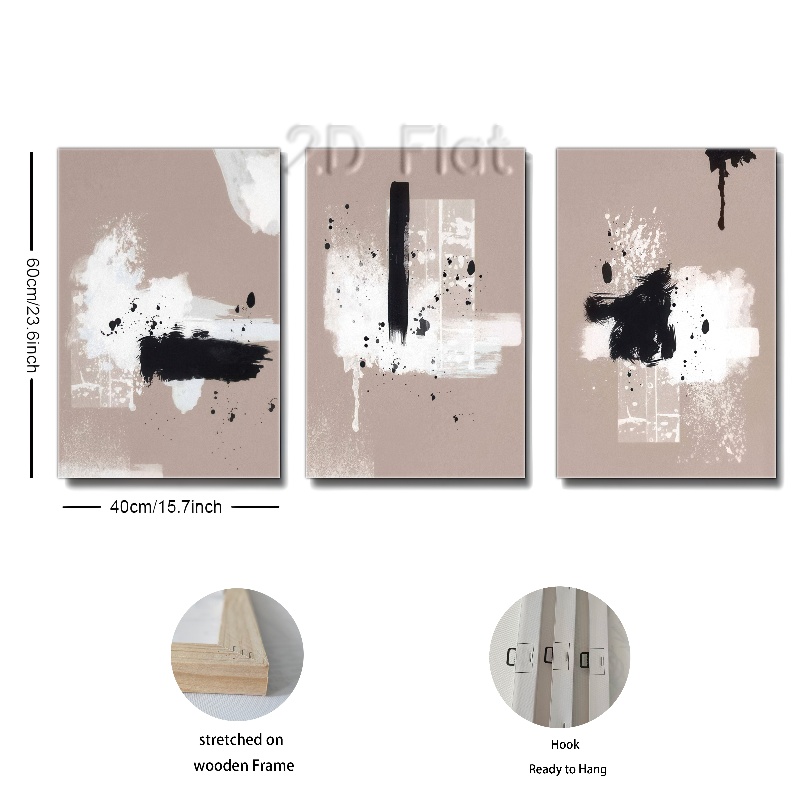 2D Flat
60cm/23.6inch
40cm/15.7inch
stretched on
wooden Frame
Hook
Ready to Hang